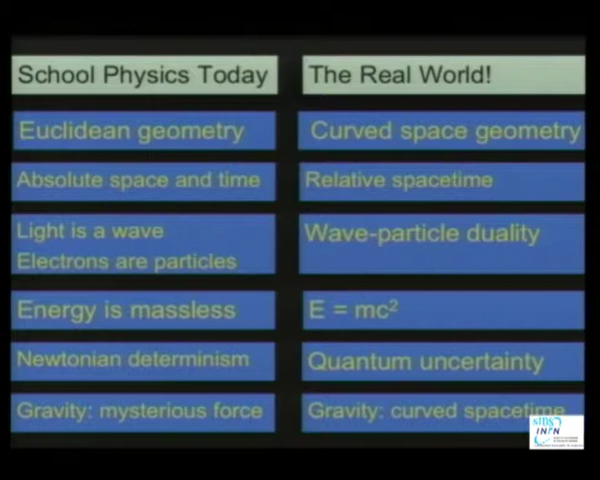 School Physics Today
The Real World!
Euclidean geometry
Curved space geometry
Absolute space and time
Relative spacetime
Light is a wave
Electrons are particles
Wave-particle duality
Energy is massless
E = mc²
Newtonian determinism
Quantum uncertainty
Gravity: mysterious force
Gravity: curved spacetime